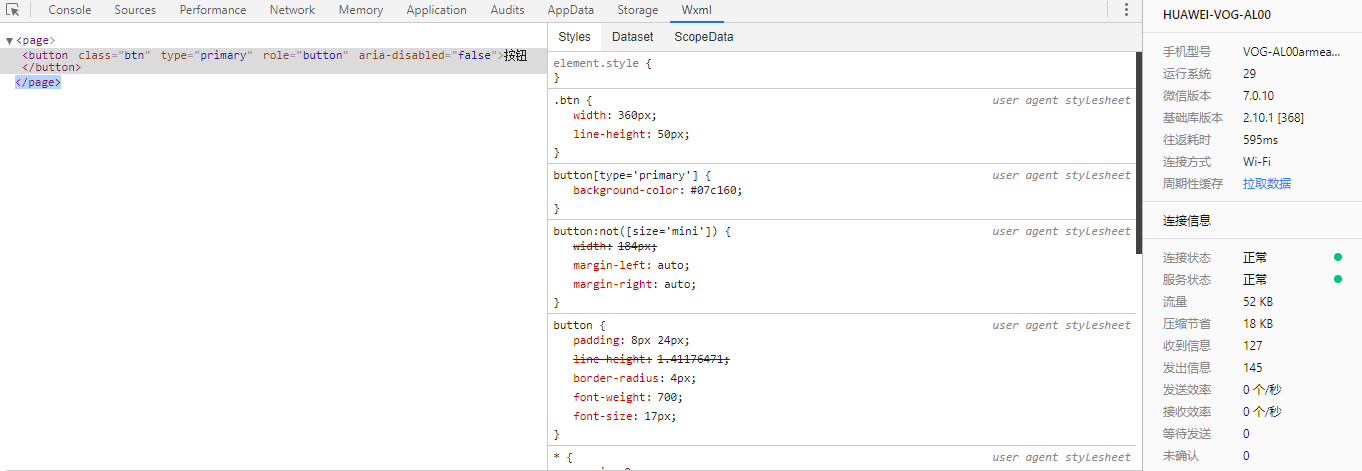 Console Sources Performance Network Memory Application Audits AppData Storage Wxml
▼<page>
<button class="btn" type="primary" role="button" aria-disabled="false">按钮
</button>
</page>
Styles Dataset ScopeData
element.style {
}
.btn { user agent stylesheet
width: 360px;
line-height: 50px;
}
button[type='primary'] { user agent stylesheet
background-color: #07c160;
}
button:not([size='mini']) { user agent stylesheet
width: 184px;
margin-left: auto;
margin-right: auto;
}
button { user agent stylesheet
padding: 8px 24px;
line-height: 1.41176471;
border-radius: 4px;
font-weight: 700;
font-size: 17px;
}
* { user agent stylesheet
HUAWEI-VOG-AL00
手机型号 VOG-AL00armea...
运行系统 29
微信版本 7.0.10
基础库版本 2.10.1 [368]
往返耗时 595ms
连接方式 Wi-Fi
周期性缓存 拉取数据
连接信息
连接状态 正常
服务状态 正常
流量 52 KB
压缩节省 18 KB
收到信息 127
发出信息 145
发送效率 0 个/秒
接收效率 0 个/秒
等待发送 0
未确认 0